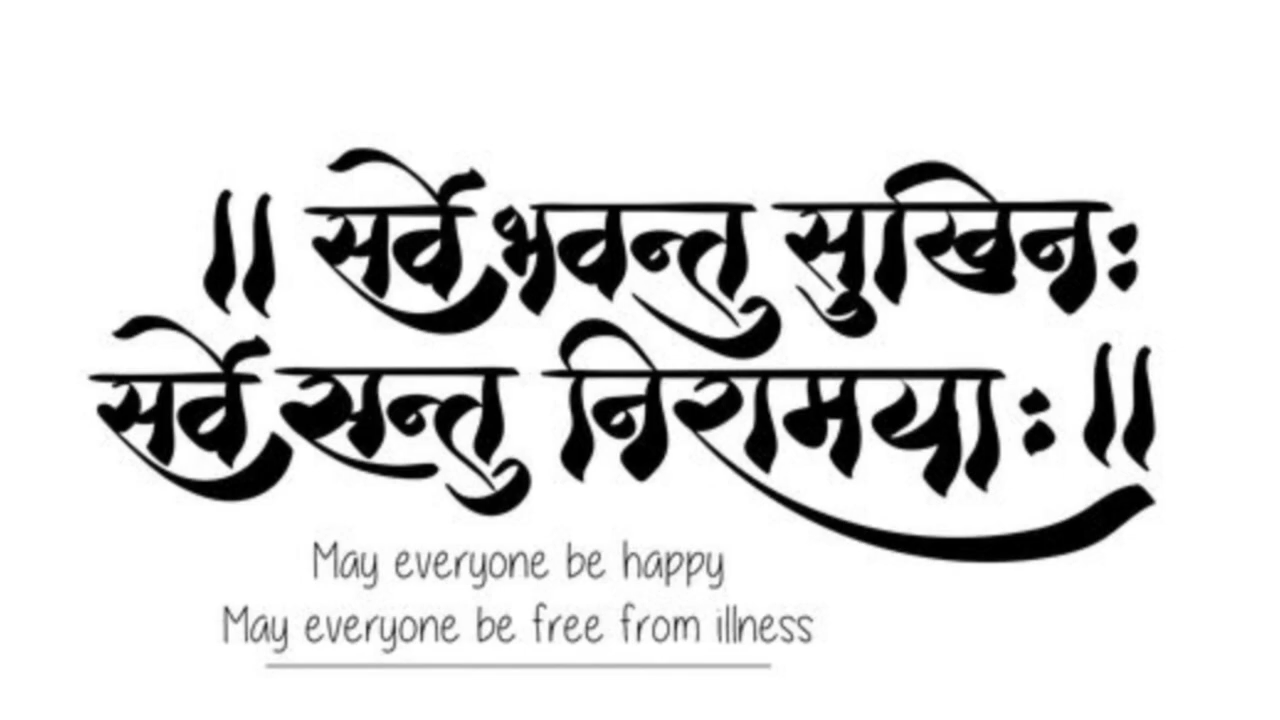 ॥ सर्वे भवन्तु सुखिनः
सर्वे सन्तु निरामयाः ॥
May everyone be happy
May everyone be free from illness